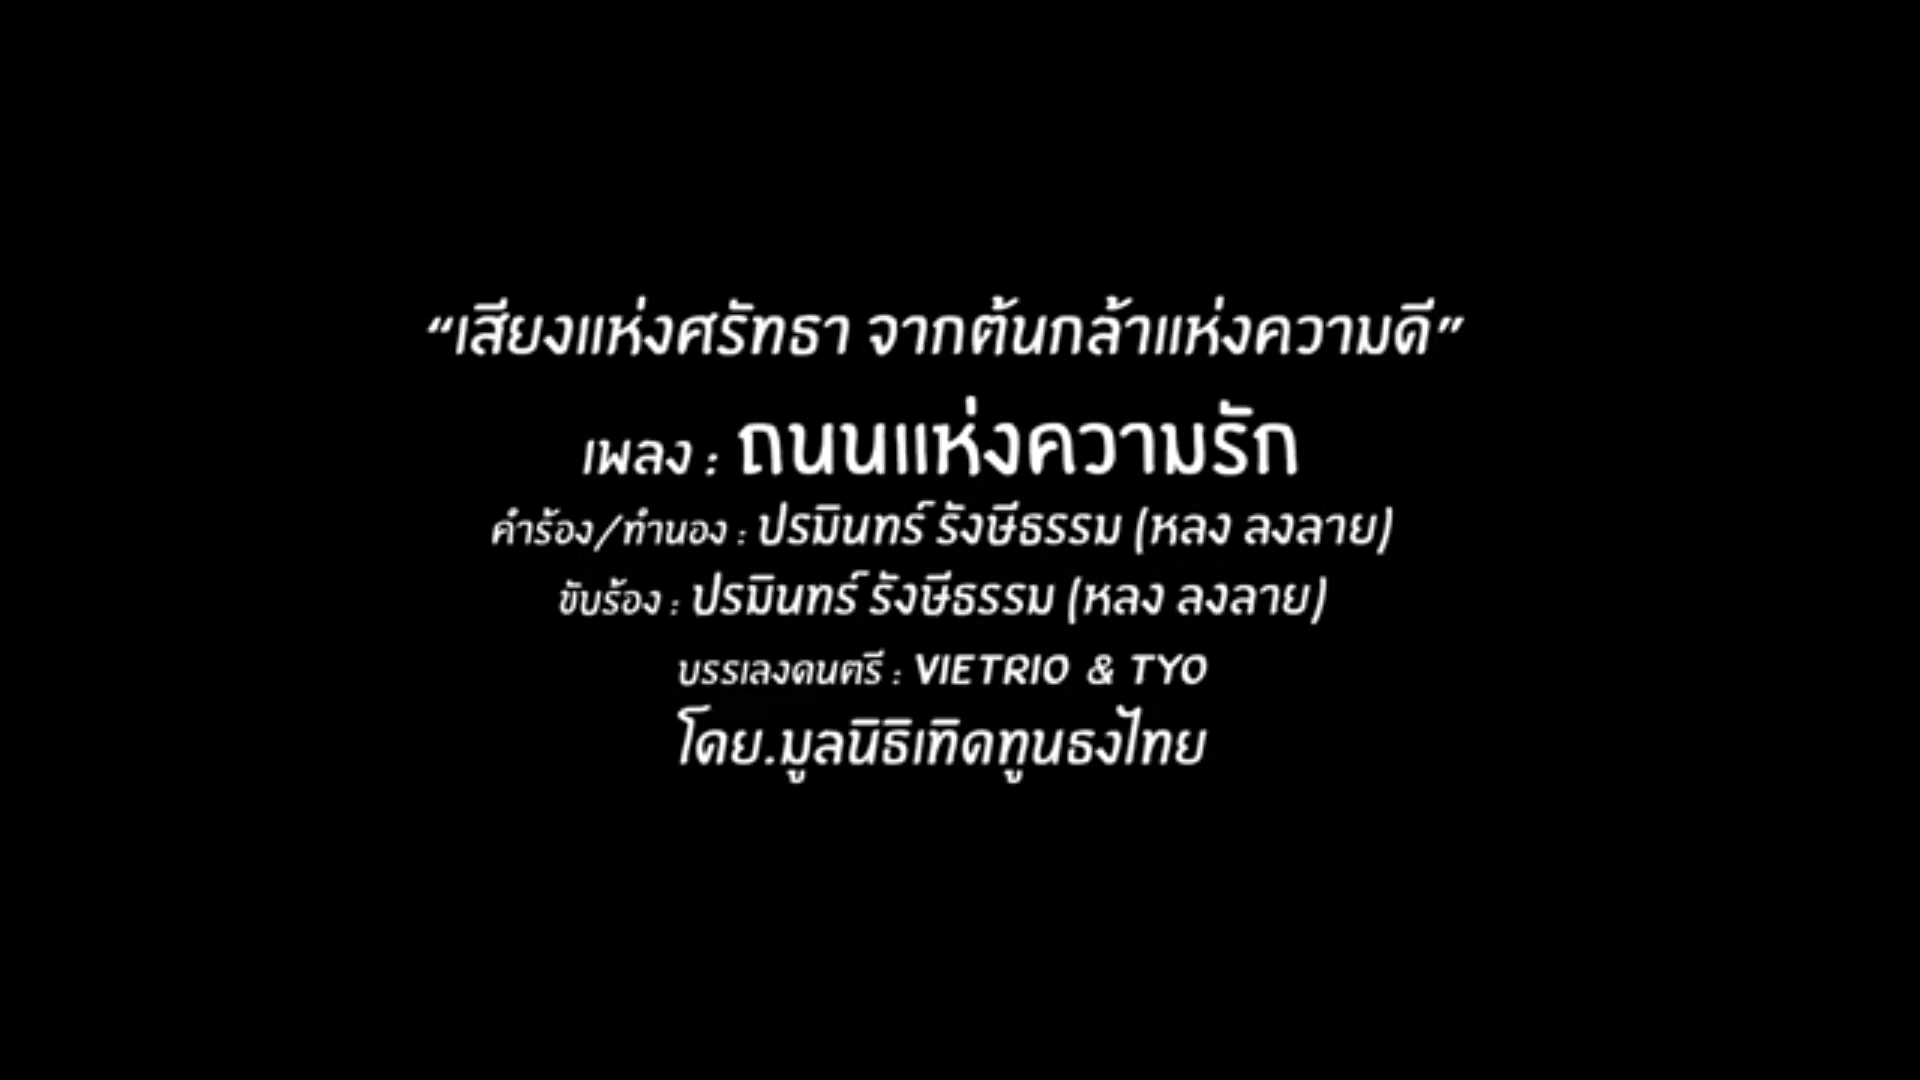 “เสียงแห่งศรัทธา จากต้นกล้าแห่งความดี”
เพลง : ถนนแห่งความรัก
คำร้อง/ทำนอง : ปรมินทร์ รังษีธรรม (หลง ลงลาย)
ขับร้อง : ปรมินทร์ รังษีธรรม (หลง ลงลาย)
บรรเลงดนตรี : VIETRIO & TYO
โดย.มูลนิธิเทิดทูนธงไทย